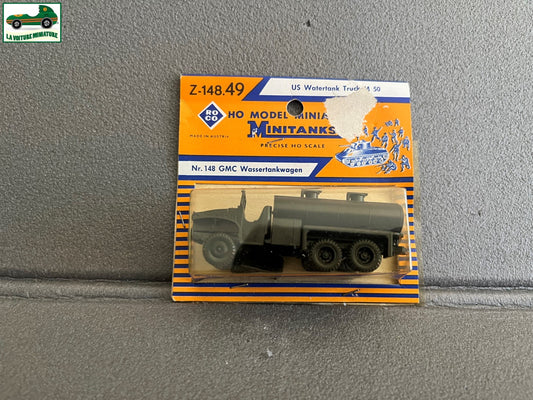 LA VOITURE MINIATURE
Z-148.49
US Watertank Truck M 50
ROCO
HO MODEL MINIA
MADE IN AUSTRIA
MINITANKS
PRECISE HO SCALE
Nr. 148 GMC Wassertankwagen